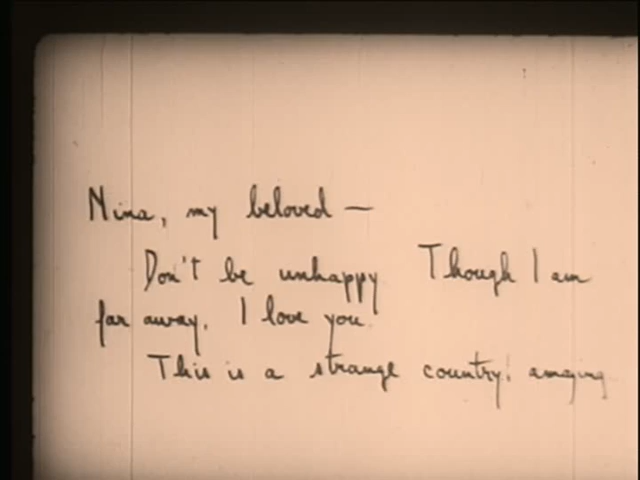 Nina, my beloved —
Don't be unhappy Though I am
far away, I love you.
This is a strange country.